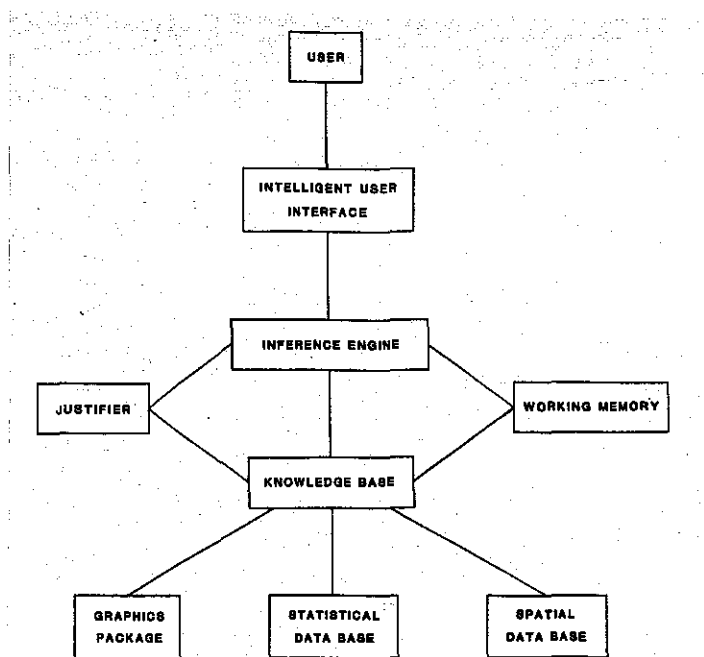 USER
INTELLIGENT USER
INTERFACE
INFERENCE ENGINE
JUSTIFIER
WORKING MEMORY
KNOWLEDGE BASE
GRAPHICS
PACKAGE
STATISTICAL
DATA BASE
SPATIAL
DATA BASE